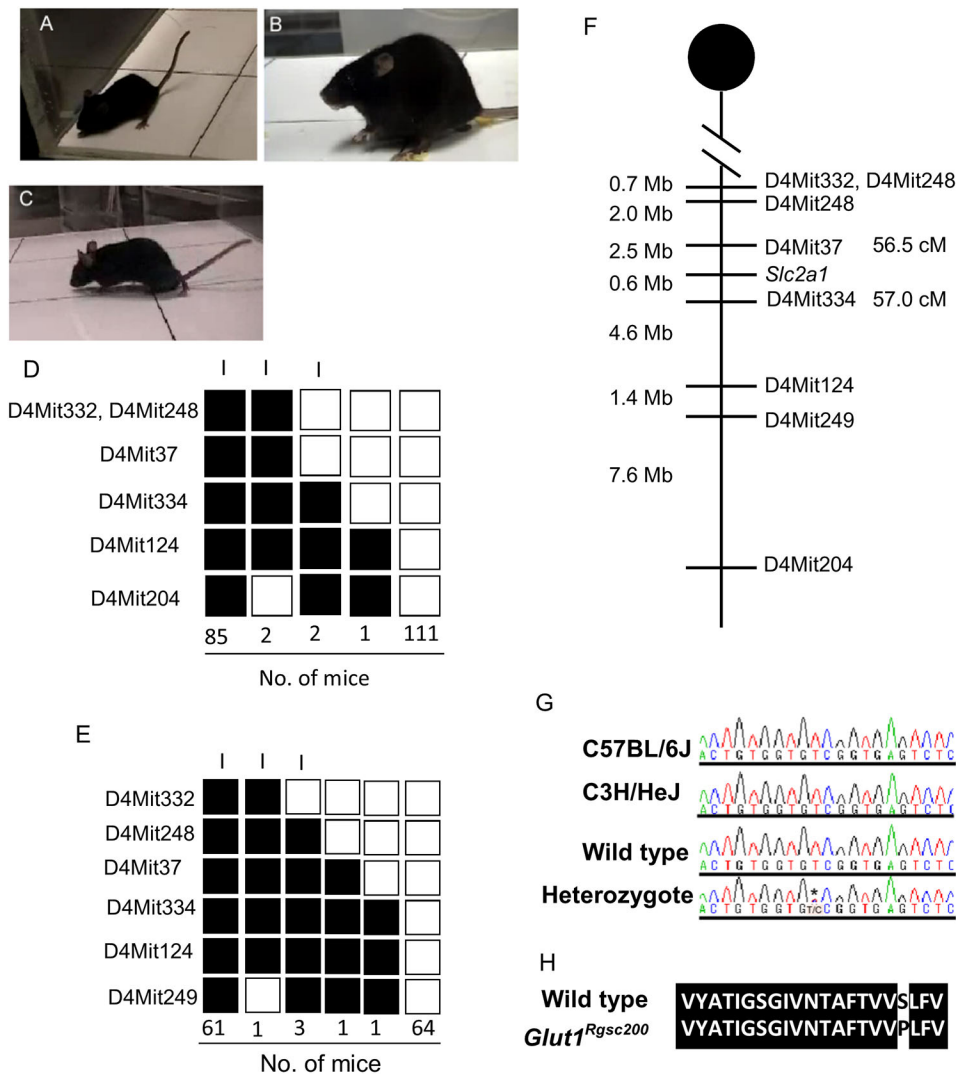 A
B
C
D
I I I
D4Mit332, D4Mit248
D4Mit37
D4Mit334
D4Mit124
D4Mit204
85 2 2 1 111
No. of mice
E
I I I
D4Mit332
D4Mit248
D4Mit37
D4Mit334
D4Mit124
D4Mit249
61 1 3 1 1 64
No. of mice
F
0.7 Mb
D4Mit332, D4Mit248
D4Mit248
2.0 Mb
D4Mit37 56.5 cM
2.5 Mb
Slc2a1
0.6 Mb
D4Mit334 57.0 cM
4.6 Mb
D4Mit124
1.4 Mb
D4Mit249
7.6 Mb
D4Mit204
G
C57BL/6J
A C T G T G G T G T C G G T G A G T C T C
C3H/HeJ
A C T G T G G T G T C G G T G A G T C T C
Wild type
A C T G T G G T G T C G G T G A G T C T C
Heterozygote
*
A C T G T G G T G T/C C G G T G A G T C T C
H
Wild type VYATIGSGIVNTAFTVVSLFV
Glut1Rgsc200 VYATIGSGIVNTAFTVVPLFV